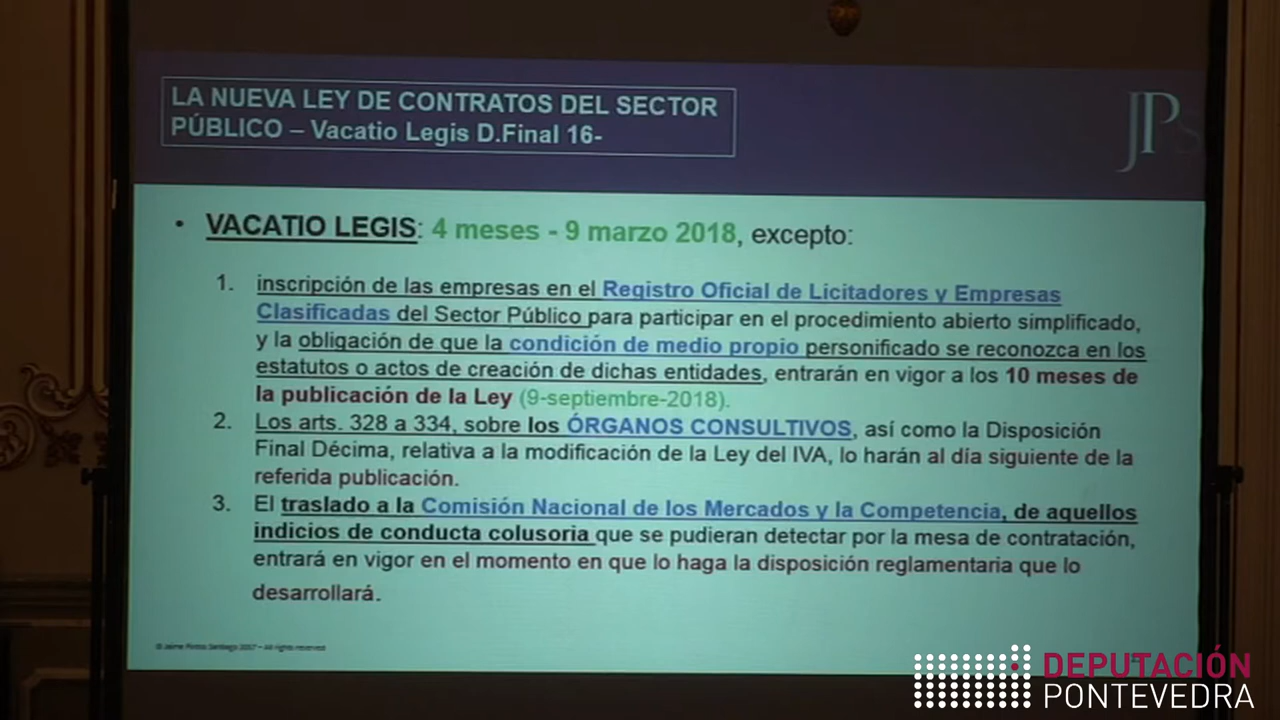 LA NUEVA LEY DE CONTRATOS DEL SECTOR
PÚBLICO – Vacatio Legis D.Final 16-
JPS
• VACATIO LEGIS: 4 meses - 9 marzo 2018, excepto:
1. inscripción de las empresas en el Registro Oficial de Licitadores y Empresas
Clasificadas del Sector Público para participar en el procedimiento abierto simplificado,
y la obligación de que la condición de medio propio personificado se reconozca en los
estatutos o actos de creación de dichas entidades, entrarán en vigor a los 10 meses de
la publicación de la Ley (9-septiembre-2018).
2. Los arts. 328 a 334, sobre los ÓRGANOS CONSULTIVOS, así como la Disposición
Final Décima, relativa a la modificación de la Ley del IVA, lo harán al día siguiente de la
referida publicación.
3. El traslado a la Comisión Nacional de los Mercados y la Competencia, de aquellos
indicios de conducta colusoria que se pudieran detectar por la mesa de contratación,
entrará en vigor en el momento en que lo haga la disposición reglamentaria que lo
desarrollará.
© Jaime Pintos Santiago 2017 – All rights reserved
DEPUTACIÓN
PONTEVEDRA